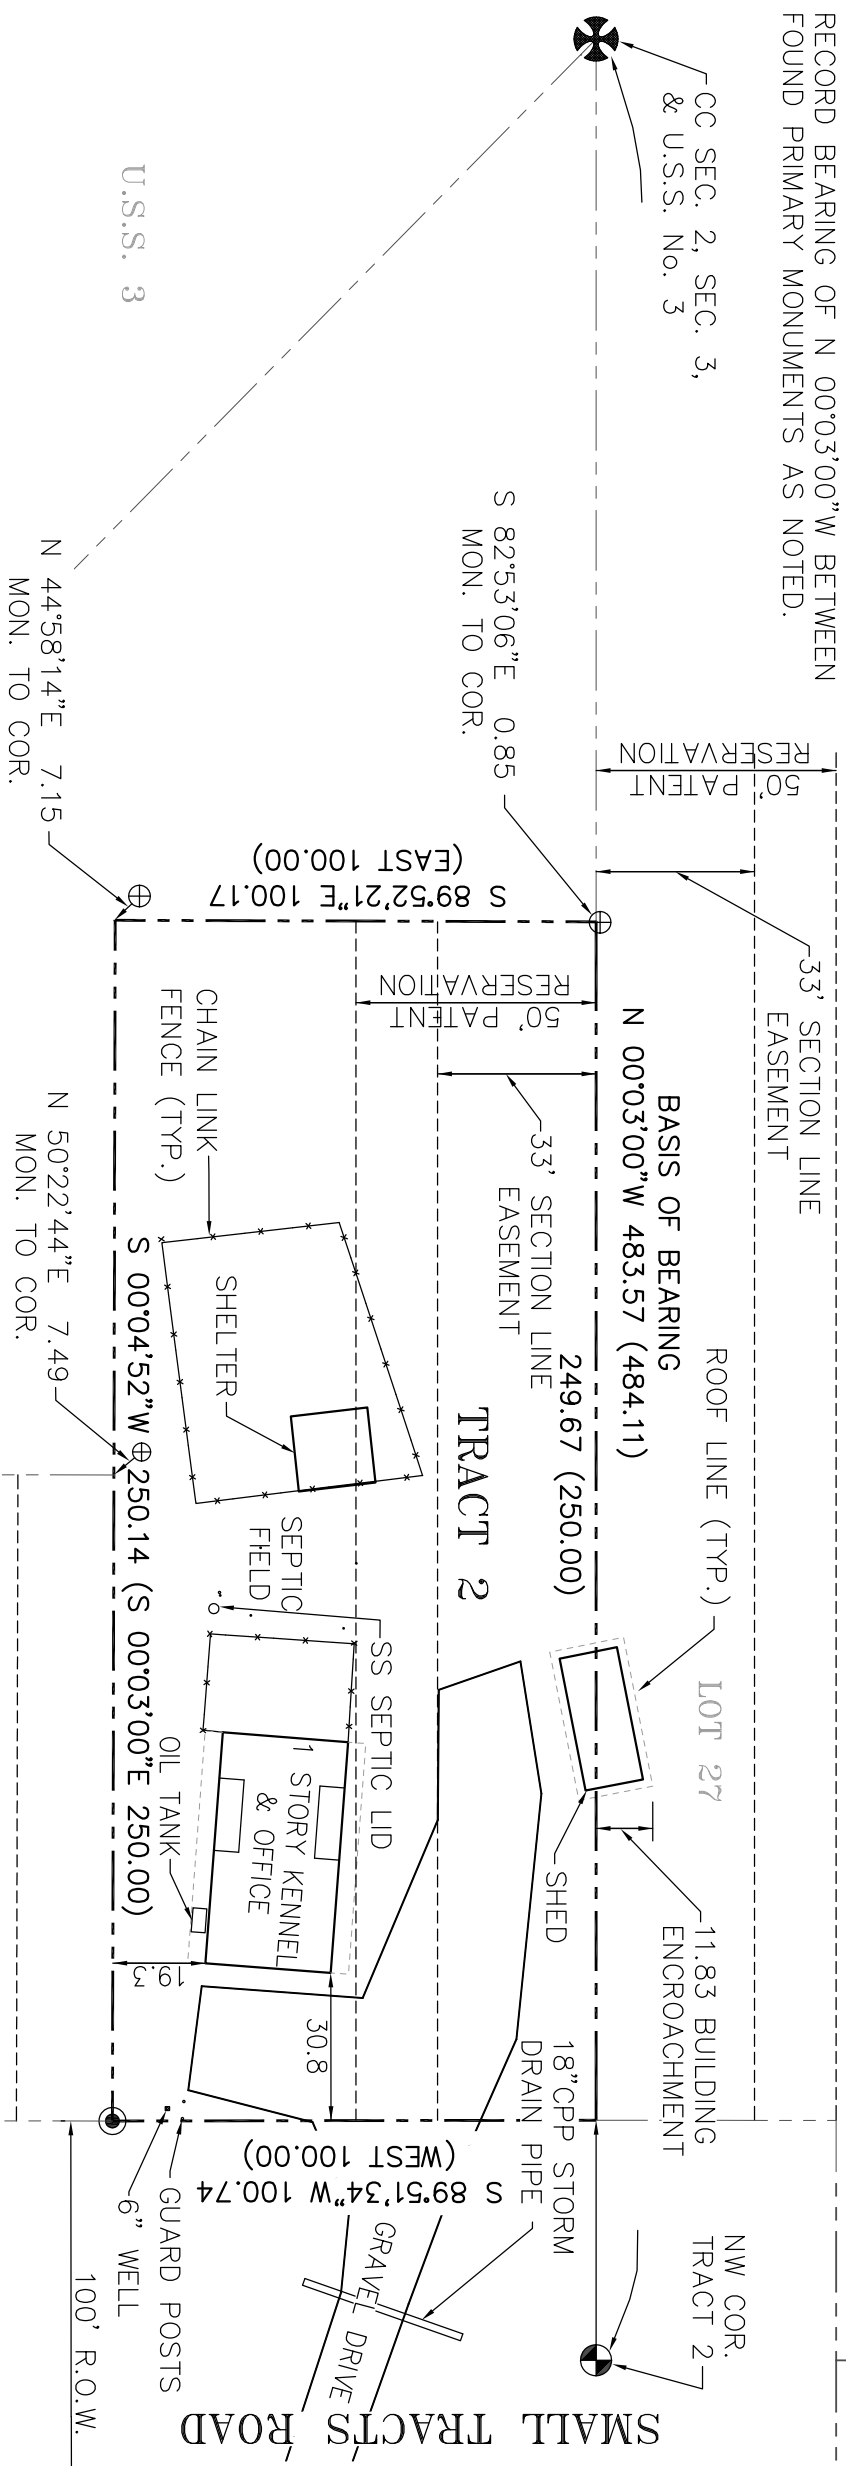 RECORD BEARING OF N 00°03'00"W BETWEEN
FOUND PRIMARY MONUMENTS AS NOTED.
CC SEC. 2, SEC. 3,
& U.S.S. No. 3
U.S.S. 3
50' PATENT
RESERVATION
33' SECTION LINE
EASEMENT
S 82°53'06"E 0.85
MON. TO COR.
N 44°58'14"E 7.15
MON. TO COR.
S 89°52'21"E 100.17
(EAST 100.00)
50' PATENT
RESERVATION
BASIS OF BEARING
N 00°03'00"W 483.57 (484.11)
249.67 (250.00)
33' SECTION LINE
EASEMENT
TRACT 2
CHAIN LINK
FENCE (TYP.)
SHELTER
N 50°22'44"E 7.49
MON. TO COR.
S 00°04'52"W 250.14 (S 00°03'00"E 250.00)
ROOF LINE (TYP.)
LOT 27
SEPTIC
FIELD
SS SEPTIC LID
1 STORY KENNEL
& OFFICE
OIL TANK
SHED
11.83 BUILDING
ENCROACHMENT
19.3
30.8
18"CPP STORM
DRAIN PIPE
S 89°51'34"W 100.74
(WEST 100.00)
GUARD POSTS
6" WELL
100' R.O.W.
GRAVEL DRIVE
NW COR.
TRACT 2
SMALL TRACTS ROAD